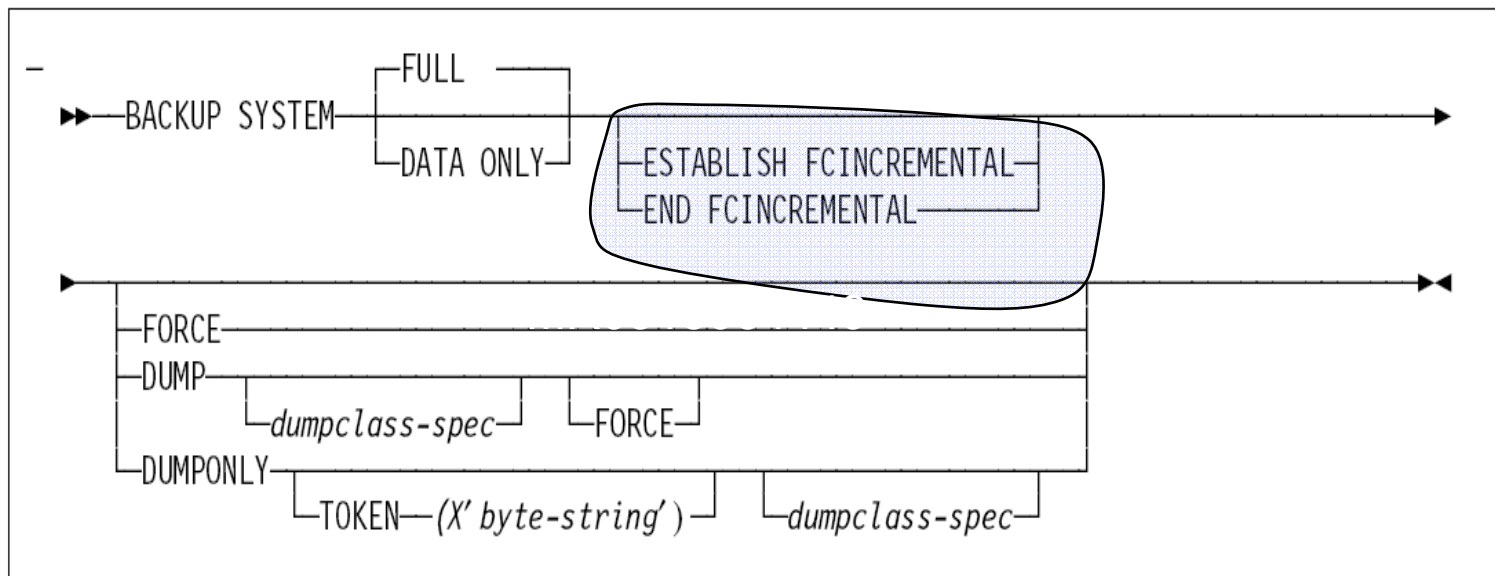 FULL
BACKUP SYSTEM
DATA ONLY
ESTABLISH FCINCREMENTAL
END FCINCREMENTAL
FORCE
DUMP
dumpclass-spec FORCE
DUMPONLY
TOKEN (X'byte-string') dumpclass-spec